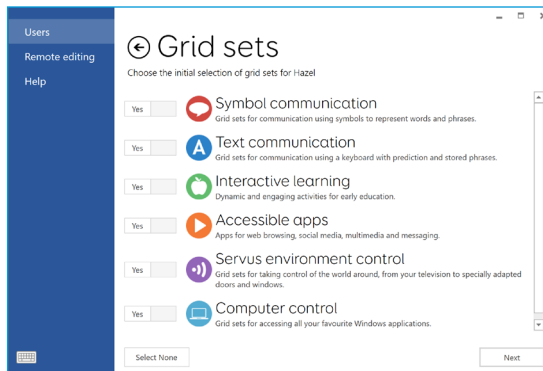 Users
Remote editing
Help
Grid sets
Choose the initial selection of grid sets for Hazel
Yes
Symbol communication
Grid sets for communication using symbols to represent words and phrases.
Yes
A
Text communication
Grid sets for communication using a keyboard with prediction and stored phrases.
Yes
Interactive learning
Dynamic and engaging activities for early education.
Yes
Accessible apps
Apps for web browsing, social media, multimedia and messaging.
Yes
Servus environment control
Grid sets for taking control of the world around, from your television to specially adapted
doors and windows.
Yes
Computer control
Grid sets for accessing all your favourite Windows applications.
Select None
Next